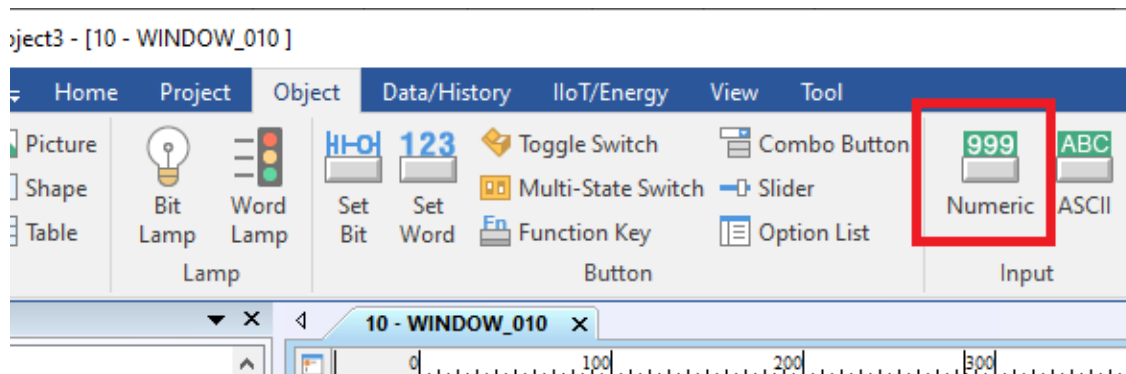 ject3 - [10 - WINDOW_010 ]
Home Project Object Data/History IIoT/Energy View Tool
Picture
Shape
Table
Bit Lamp
Word Lamp
Lamp
Set Bit
123
Set Word
Toggle Switch
Multi-State Switch
Fn
Function Key
Combo Button
Slider
Option List
Button
999
Numeric
ABC
ASCII
Input
10 - WINDOW_010
0 100 200 300